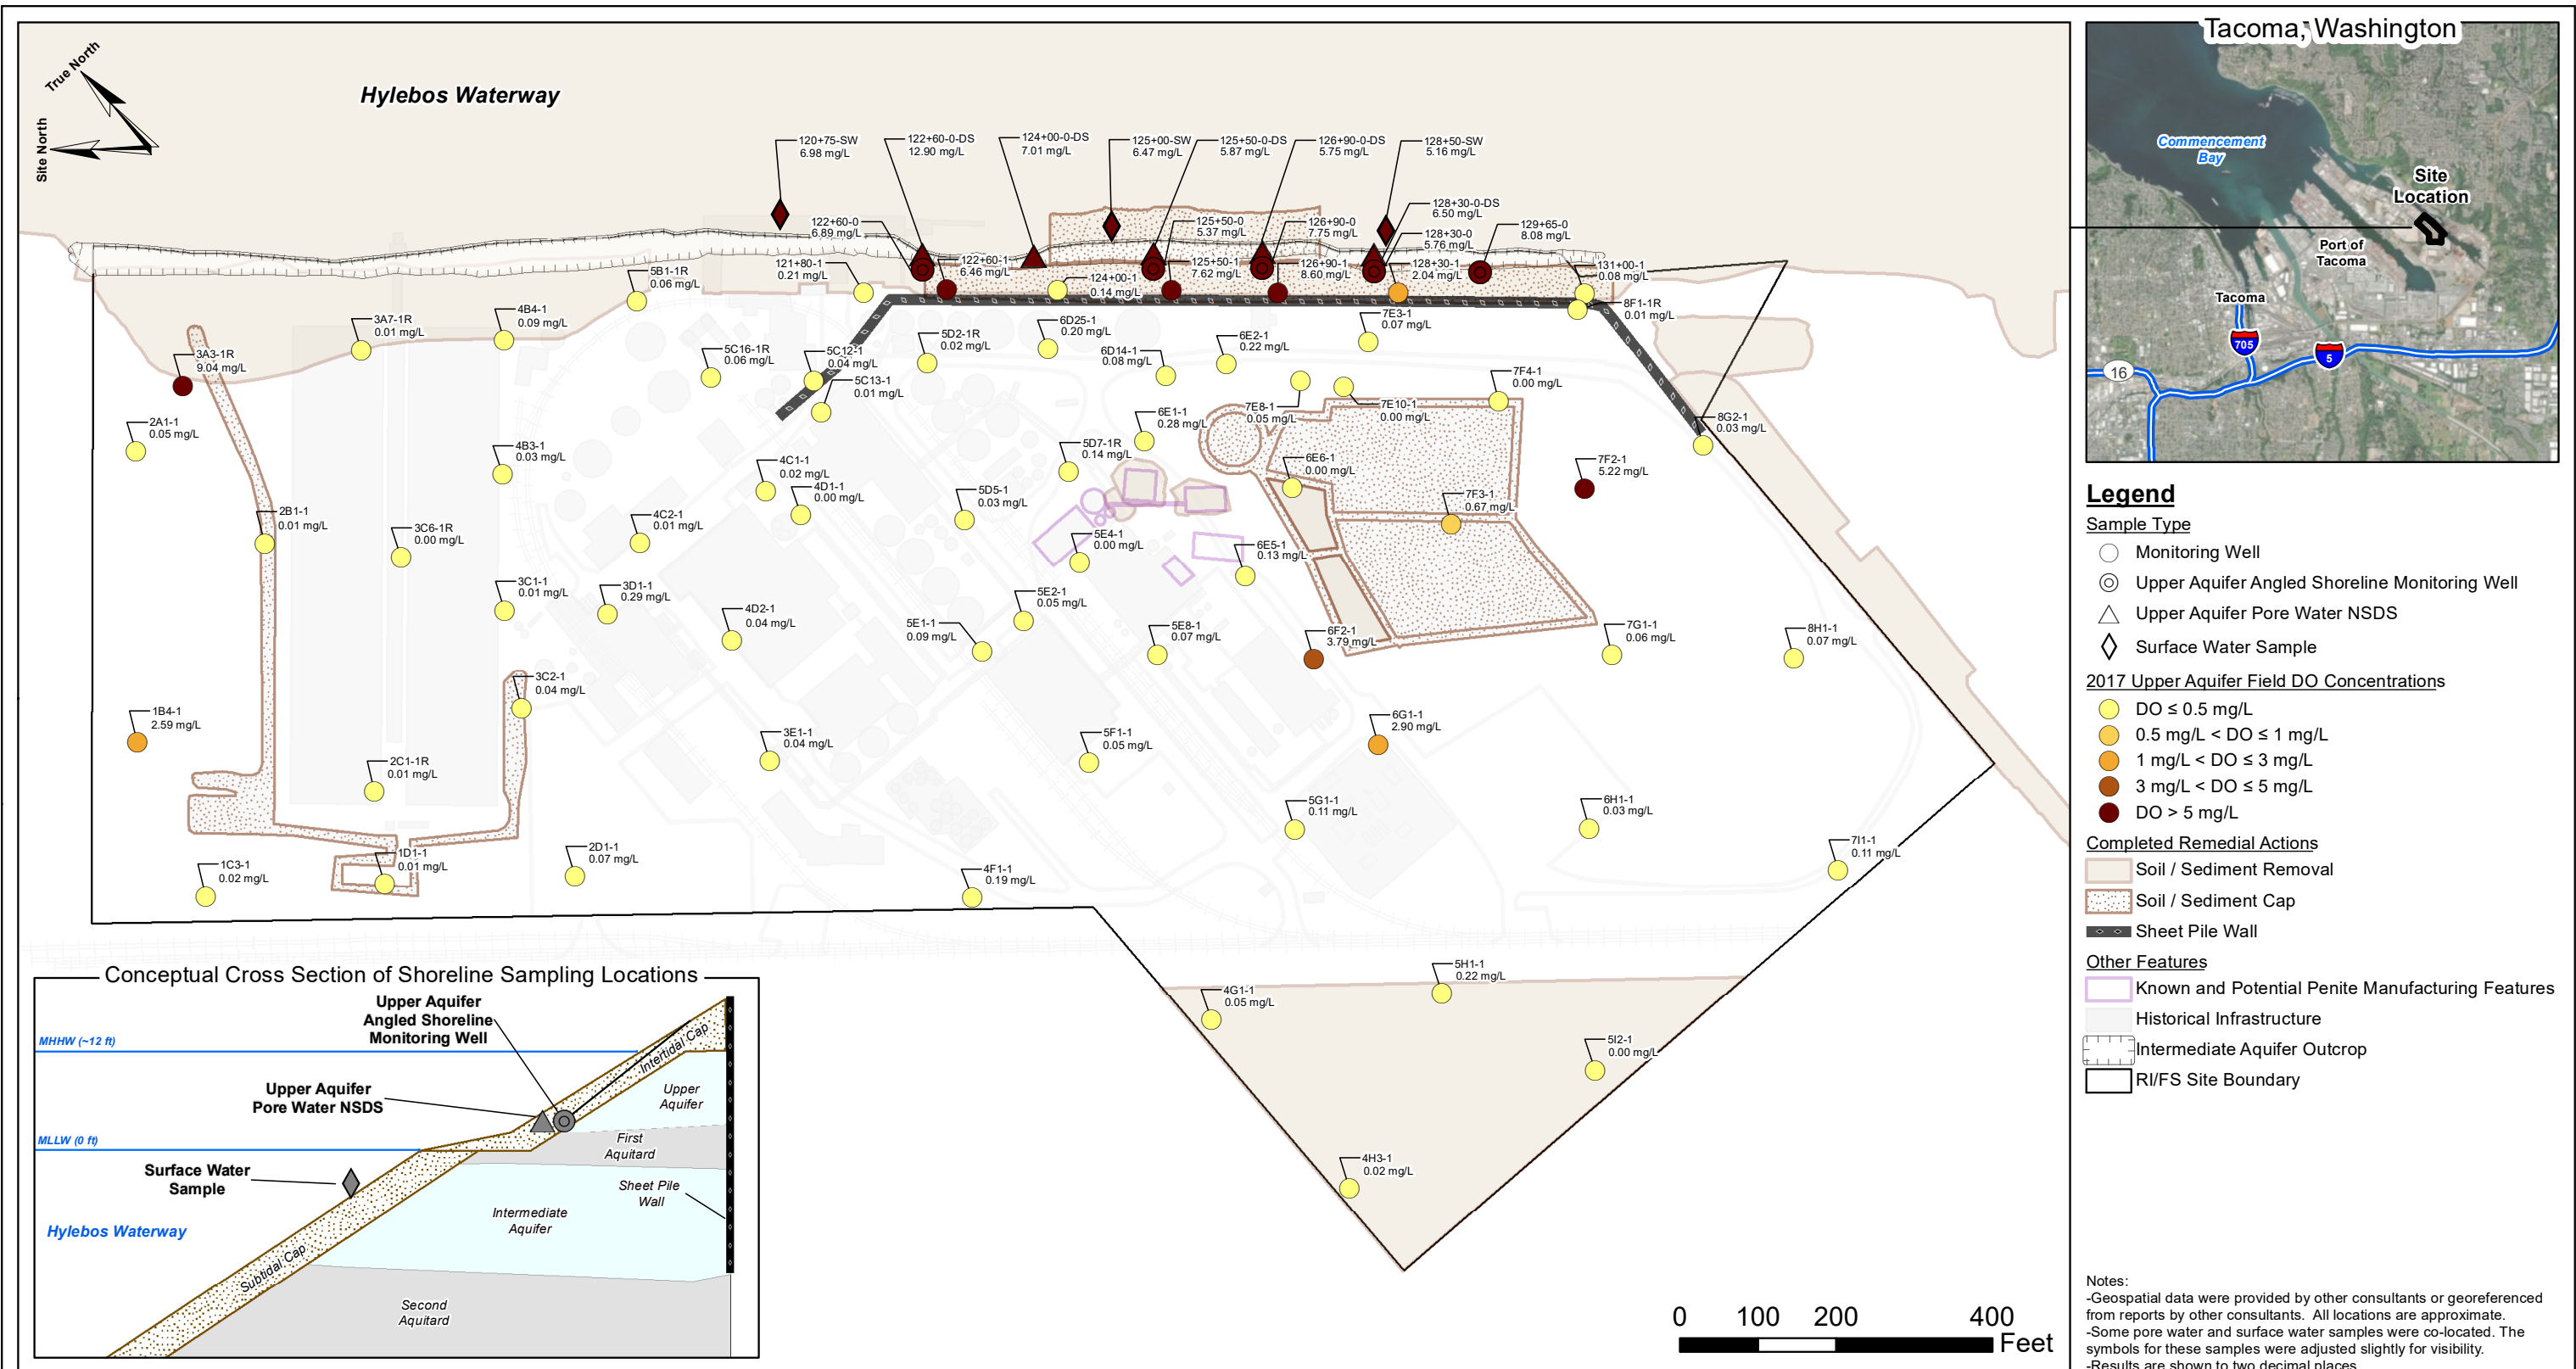 True North
Site North
Hylebos Waterway
120+75-SW
6.98 mg/L
122+60-0-DS
12.90 mg/L
124+00-0-DS
7.01 mg/L
125+00-SW
6.47 mg/L
125+50-0-DS
5.87 mg/L
126+90-0-DS
5.75 mg/L
128+50-SW
5.16 mg/L
128+30-0-DS
6.50 mg/L
122+60-0
6.89 mg/L
125+50-0
5.37 mg/L
126+90-0
7.75 mg/L
128+30-0
5.76 mg/L
129+65-0
8.08 mg/L
121+80-1
0.21 mg/L
122+60-1
6.46 mg/L
124+00-1
0.14 mg/L
125+50-1
7.62 mg/L
126+90-1
8.60 mg/L
128+30-1
2.04 mg/L
131+00-1
0.08 mg/L
8F1-1R
0.01 mg/L
5B1-1R
0.06 mg/L
4B4-1
0.09 mg/L
3A7-1R
0.01 mg/L
3A3-1R
9.04 mg/L
5C16-1R
0.06 mg/L
5C12-1
0.04 mg/L
5C13-1
0.01 mg/L
5D2-1R
0.02 mg/L
6D25-1
0.20 mg/L
6D14-1
0.08 mg/L
6E2-1
0.22 mg/L
7E3-1
0.07 mg/L
7E8-1
0.05 mg/L
7E10-1
0.00 mg/L
7F4-1
0.00 mg/L
8G2-1
0.03 mg/L
2A1-1
0.05 mg/L
4B3-1
0.03 mg/L
4C1-1
0.02 mg/L
4D1-1
0.00 mg/L
5D7-1R
0.14 mg/L
6E1-1
0.28 mg/L
6E6-1
0.00 mg/L
7F2-1
5.22 mg/L
7F3-1
0.67 mg/L
2B1-1
0.01 mg/L
3C6-1R
0.00 mg/L
4C2-1
0.01 mg/L
5D5-1
0.03 mg/L
5E4-1
0.00 mg/L
6E5-1
0.13 mg/L
3C1-1
0.01 mg/L
3D1-1
0.29 mg/L
4D2-1
0.04 mg/L
5E1-1
0.09 mg/L
5E2-1
0.05 mg/L
5E8-1
0.07 mg/L
6F2-1
3.79 mg/L
7G1-1
0.06 mg/L
8H1-1
0.07 mg/L
3C2-1
0.04 mg/L
1B4-1
2.59 mg/L
2C1-1R
0.01 mg/L
3E1-1
0.04 mg/L
5F1-1
0.05 mg/L
6G1-1
2.90 mg/L
5G1-1
0.11 mg/L
6H1-1
0.03 mg/L
7I1-1
0.11 mg/L
1C3-1
0.02 mg/L
1D1-1
0.01 mg/L
2D1-1
0.07 mg/L
4F1-1
0.19 mg/L
4G1-1
0.05 mg/L
5H1-1
0.22 mg/L
5I2-1
0.00 mg/L
4H3-1
0.02 mg/L
Conceptual Cross Section of Shoreline Sampling Locations
Upper Aquifer
Angled Shoreline
Monitoring Well
MHHW (~12 ft)
Intertidal Cap
Upper Aquifer
Pore Water NSDS
Upper
Aquifer
MLLW (0 ft)
First
Aquitard
Surface Water
Sample
Sheet Pile
Wall
Hylebos Waterway
Intermediate
Aquifer
Subtidal Cap
Second
Aquitard
0 100 200 400
Feet
Tacoma, Washington
Commencement
Bay
Site
Location
Port of
Tacoma
Tacoma
705
5
16
Legend
Sample Type
Monitoring Well
Upper Aquifer Angled Shoreline Monitoring Well
Upper Aquifer Pore Water NSDS
Surface Water Sample
2017 Upper Aquifer Field DO Concentrations
DO ≤ 0.5 mg/L
0.5 mg/L < DO ≤ 1 mg/L
1 mg/L < DO ≤ 3 mg/L
3 mg/L < DO ≤ 5 mg/L
DO > 5 mg/L
Completed Remedial Actions
Soil / Sediment Removal
Soil / Sediment Cap
Sheet Pile Wall
Other Features
Known and Potential Penite Manufacturing Features
Historical Infrastructure
Intermediate Aquifer Outcrop
RI/FS Site Boundary
Notes:
-Geospatial data were provided by other consultants or georeferenced
from reports by other consultants. All locations are approximate.
-Some pore water and surface water samples were co-located. The
symbols for these samples were adjusted slightly for visibility.
-Results are shown to two decimal places